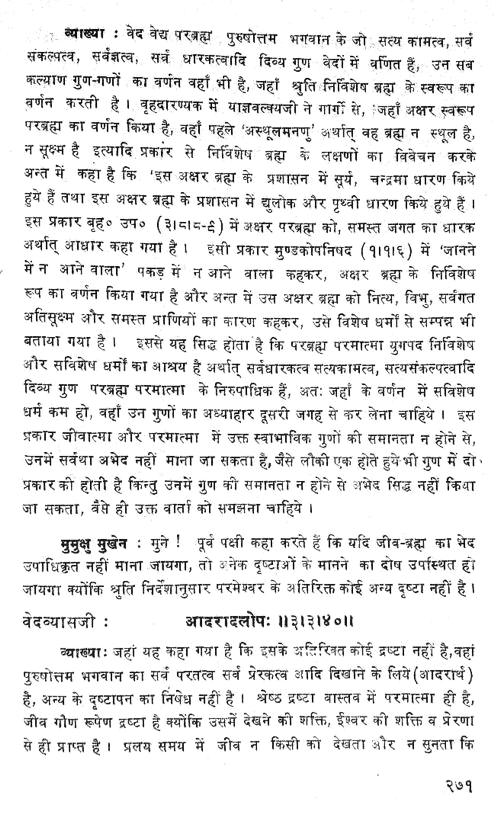 व्याख्या : वेद वेद्य परब्रह्म पुरुषोत्तम भगवान के जो सत्य कामत्व, सर्व
संकल्पत्व, सर्वज्ञत्व, सर्व धारकत्वादि दिव्य गुण वेदों में वर्णित हैं, उन सब
कल्याण गुण-गणों का वर्णन वहाँ भी है, जहाँ श्रुति निर्विशेष ब्रह्म के स्वरूप का
वर्णन करती है । वृहदारण्यक में याज्ञवल्क्यजी ने गार्गी से, जहाँ अक्षर स्वरूप
परब्रह्म का वर्णन किया है, वहाँ पहले 'अस्थूलमनणु' अर्थात् वह ब्रह्म न स्थूल है,
न सूक्ष्म है इत्यादि प्रकार से निर्विशेष ब्रह्म के लक्षणों का विवेचन करके
अन्त में कहा है कि 'इस अक्षर ब्रह्म के प्रशासन में सूर्य, चन्द्रमा धारण किये
हुये हैं तथा इस अक्षर ब्रह्म के प्रशासन में द्युलोक और पृथ्वी धारण किये हुये हैं ।
इस प्रकार बृह० उप० (३।८।८-९) में अक्षर परब्रह्म को, समस्त जगत का धारक
अर्थात् आधार कहा गया है । इसी प्रकार मुण्डकोपनिषद (१।१।६) में 'जानने
में न आने वाला' पकड़ में न आने वाला कहकर, अक्षर ब्रह्म के निर्विशेष
रूप का वर्णन किया गया है और अन्त में उस अक्षर ब्रह्म को नित्य, विभु, सर्वगत
अतिसूक्ष्म और समस्त प्राणियों का कारण कहकर, उसे विशेष धर्मों से सम्पन्न भी
बताया गया है । इससे यह सिद्ध होता है कि परब्रह्म परमात्मा युगपद निर्विशेष
और सविशेष धर्मों का आश्रय है अर्थात् सर्वधारकत्व सत्यकामत्व, सत्यसंकल्पत्वादि
दिव्य गुण परब्रह्म परमात्मा के निरुपाधिक हैं, अतः जहाँ के वर्णन में सविशेष
धर्म कम हों, वहाँ उन गुणों का अध्याहार दूसरी जगह से कर लेना चाहिये । इस
प्रकार जीवात्मा और परमात्मा में उक्त स्वाभाविक गुणों की समानता न होने से,
उनमें सर्वथा अभेद नहीं माना जा सकता है, जैसे लौकी एक होते हुये भी गुण में दो
प्रकार की होती है किन्तु उनमें गुण की समानता न होने से अभेद सिद्ध नहीं किया
जा सकता, वैसे ही उक्त वार्ता को समझना चाहिये ।
मुमुक्षु मुखेन : मुने ! पूर्व पक्षी कहा करते हैं कि यदि जीव-ब्रह्म का भेद
उपाधिकृत नहीं माना जायगा, तो अनेक दृष्टाओं के मानने का दोष उपस्थित हो
जायगा क्योंकि श्रुति निर्देशानुसार परमेश्वर के अतिरिक्त कोई अन्य दृष्टा नहीं है ।
वेदव्यासजी : आदरादलोपः ॥३।३।४०॥
व्याख्या: जहां यह कहा गया है कि इसके अतिरिक्त कोई द्रष्टा नहीं है, वहां
पुरुषोत्तम भगवान का सर्व परतत्व सर्व प्रेरकत्व आदि दिखाने के लिये (आदरार्थ)
है, अन्य के दृष्टापन का निषेध नहीं है । श्रेष्ठ द्रष्टा वास्तव में परमात्मा ही है,
जीव गौण रूपेण द्रष्टा है क्योंकि उसमें देखने की शक्ति, ईश्वर की शक्ति व प्रेरणा
से ही प्राप्त है । प्रलय समय में जीव न किसी को देखता और न सुनता कि
२७१